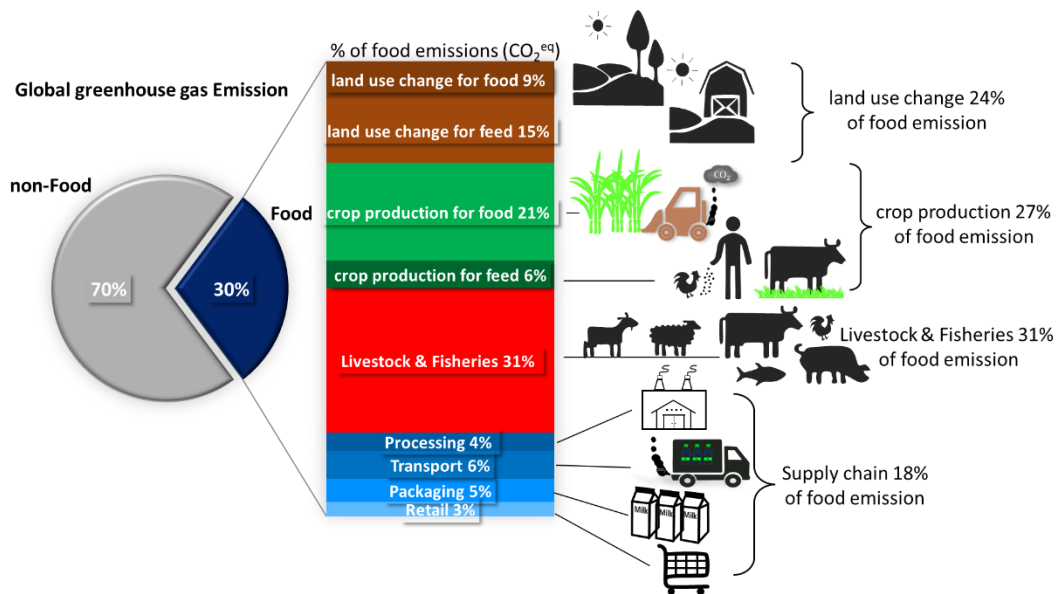 % of food emissions (CO₂ᵉq)
Global greenhouse gas Emission
non-Food
Food
70%
30%
land use change for food 9%
land use change for feed 15%
crop production for food 21%
crop production for feed 6%
Livestock & Fisheries 31%
Processing 4%
Transport 6%
Packaging 5%
Retail 3%
CO₂
Milk
Milk
Milk
land use change 24%
of food emission
crop production 27%
of food emission
Livestock & Fisheries 31%
of food emission
Supply chain 18%
of food emission